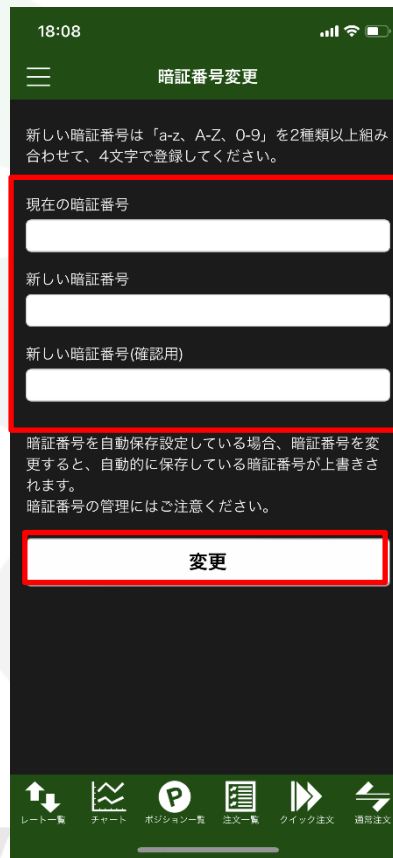 18:08
暗証番号変更
新しい暗証番号は「a-z、A-Z、0-9」を2種類以上組み
合わせて、4文字で登録してください。
現在の暗証番号
新しい暗証番号
新しい暗証番号(確認用)
暗証番号を自動保存設定している場合、暗証番号を変
更すると、自動的に保存している暗証番号が上書きさ
れます。
暗証番号の管理にはご注意ください。
変更
P
レート一覧 チャート ポジション一覧 注文一覧 クイック注文 通常注文